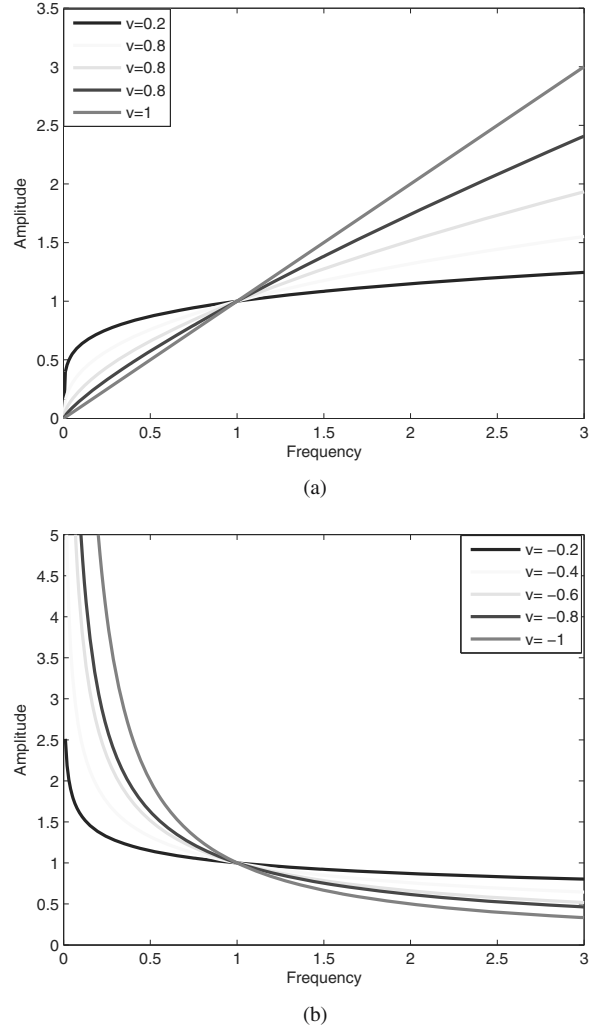 3.5
3
2.5
2
1.5
1
0.5
0
Amplitude
v=0.2
v=0.8
v=0.8
v=0.8
v=1
0 0.5 1 1.5 2 2.5 3
Frequency
(a)
5
4.5
4
3.5
3
2.5
2
1.5
1
0.5
0
Amplitude
v= −0.2
v= −0.4
v= −0.6
v= −0.8
v= −1
0 0.5 1 1.5 2 2.5 3
Frequency
(b)